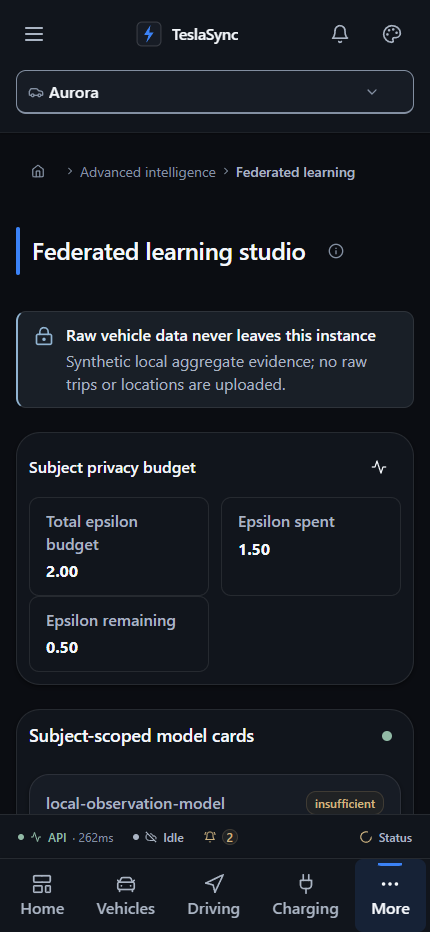 TeslaSync
Aurora
Advanced intelligence
Federated learning
Federated learning studio
Raw vehicle data never leaves this instance
Synthetic local aggregate evidence; no raw
trips or locations are uploaded.
Subject privacy budget
Total epsilon
budget
2.00
Epsilon spent
1.50
Epsilon remaining
0.50
Subject-scoped model cards
local-observation-model
insufficient
API · 262ms
Idle
2
Status
Home
Vehicles
Driving
Charging
More